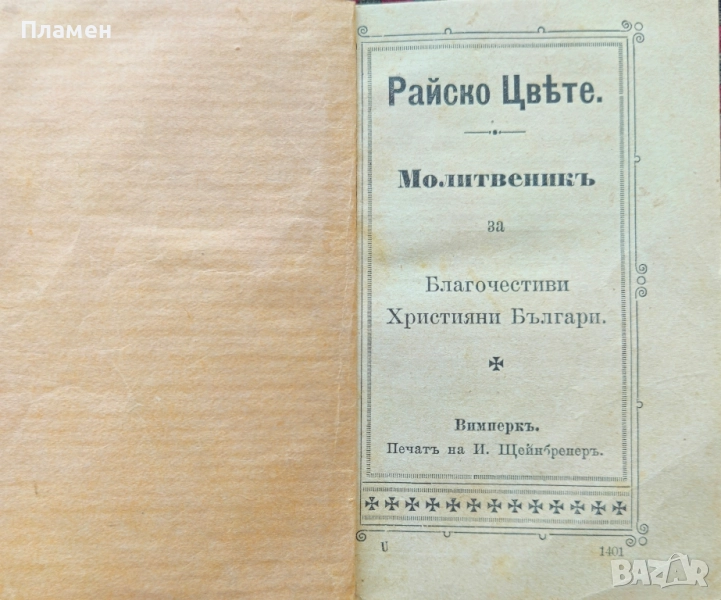 Пламен
Райско Цвѣте.
Молитвеникъ
за
Благочестиви
Християни Българи.
Вимперкъ.
Печатъ на И. Щейнбренеръ.
U
1401
BAZAR